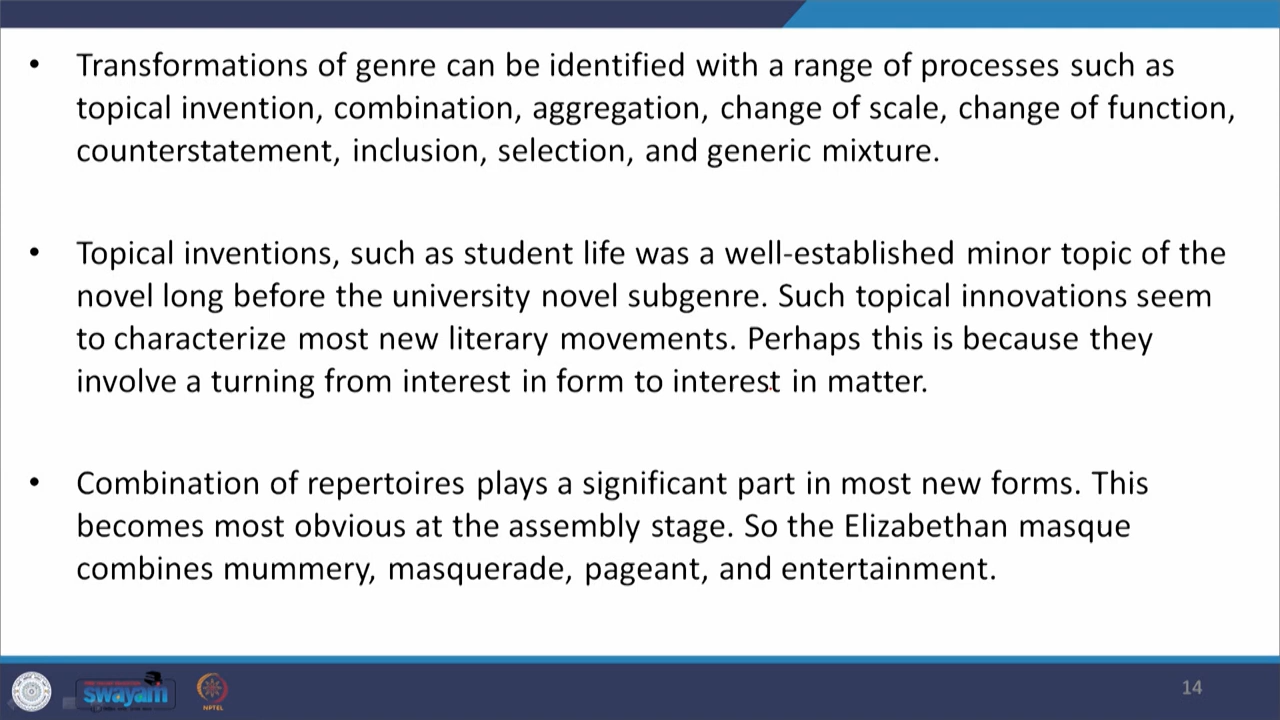 • Transformations of genre can be identified with a range of processes such as
topical invention, combination, aggregation, change of scale, change of function,
counterstatement, inclusion, selection, and generic mixture.
• Topical inventions, such as student life was a well-established minor topic of the
novel long before the university novel subgenre. Such topical innovations seem
to characterize most new literary movements. Perhaps this is because they
involve a turning from interest in form to interest in matter.
• Combination of repertoires plays a significant part in most new forms. This
becomes most obvious at the assembly stage. So the Elizabethan masque
combines mummery, masquerade, pageant, and entertainment.
swayam
NPTEL
14